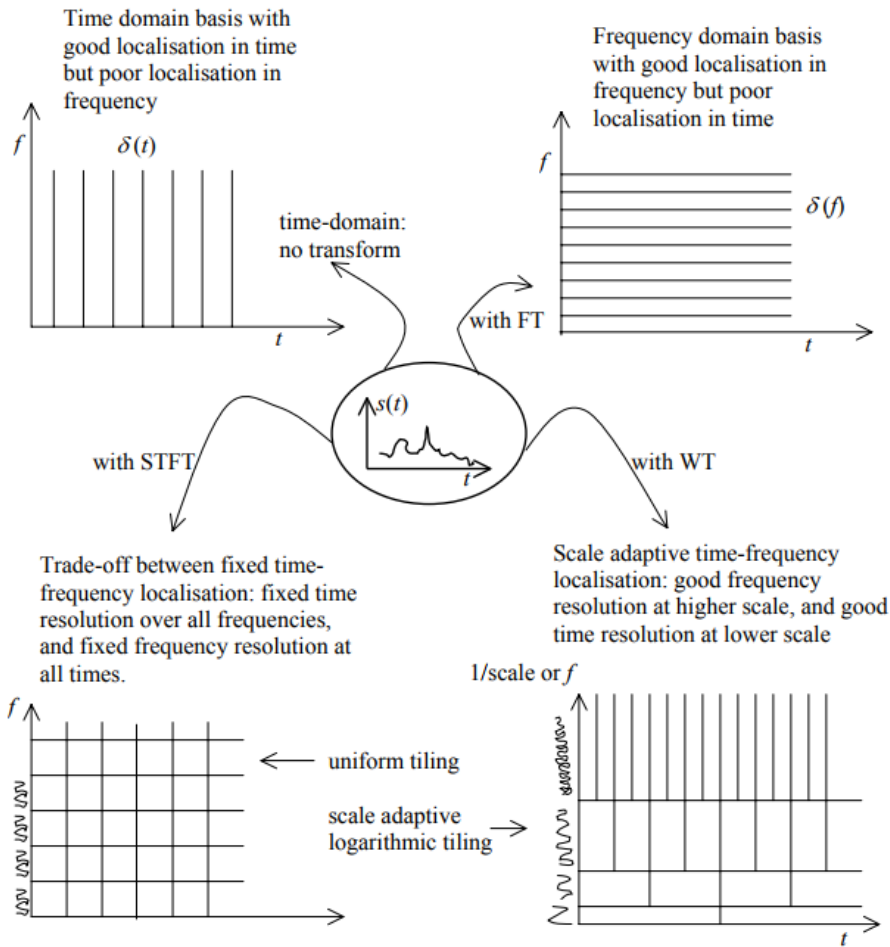 Time domain basis with
good localisation in time
but poor localisation in
frequency
f
δ(t)
t
time-domain:
no transform
Frequency domain basis
with good localisation in
frequency but poor
localisation in time
f
δ(f)
t
with FT
s(t)
t
with STFT
with WT
Trade-off between fixed time-
frequency localisation: fixed time
resolution over all frequencies,
and fixed frequency resolution at
all times.
f
Scale adaptive time-frequency
localisation: good frequency
resolution at higher scale, and good
time resolution at lower scale
1/scale or f
uniform tiling
scale adaptive
logarithmic tiling
t